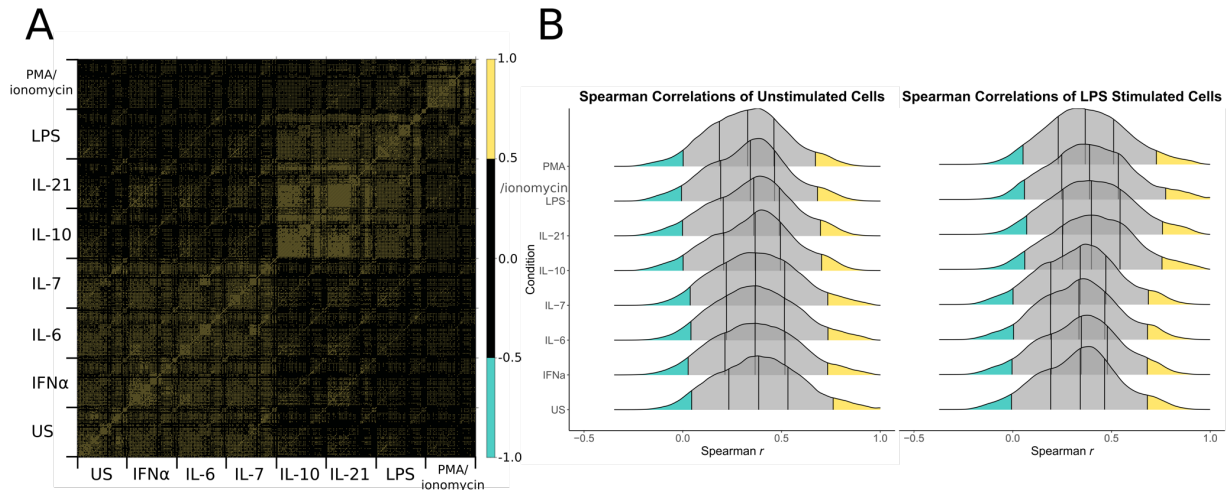 A
B
PMA/
ionomycin
LPS
IL-21
IL-10
IL-7
IL-6
IFNα
US
US
IFNα
IL-6
IL-7
IL-10
IL-21
LPS
PMA/
ionomycin
1.0
0.5
0.0
-0.5
-1.0
Spearman Correlations of Unstimulated Cells
Condition
PMA
/ionomycin
LPS
IL−21
IL−10
IL−7
IL−6
IFNa
US
−0.5
0.0
0.5
1.0
Spearman r
Spearman Correlations of LPS Stimulated Cells
−0.5
0.0
0.5
1.0
Spearman r